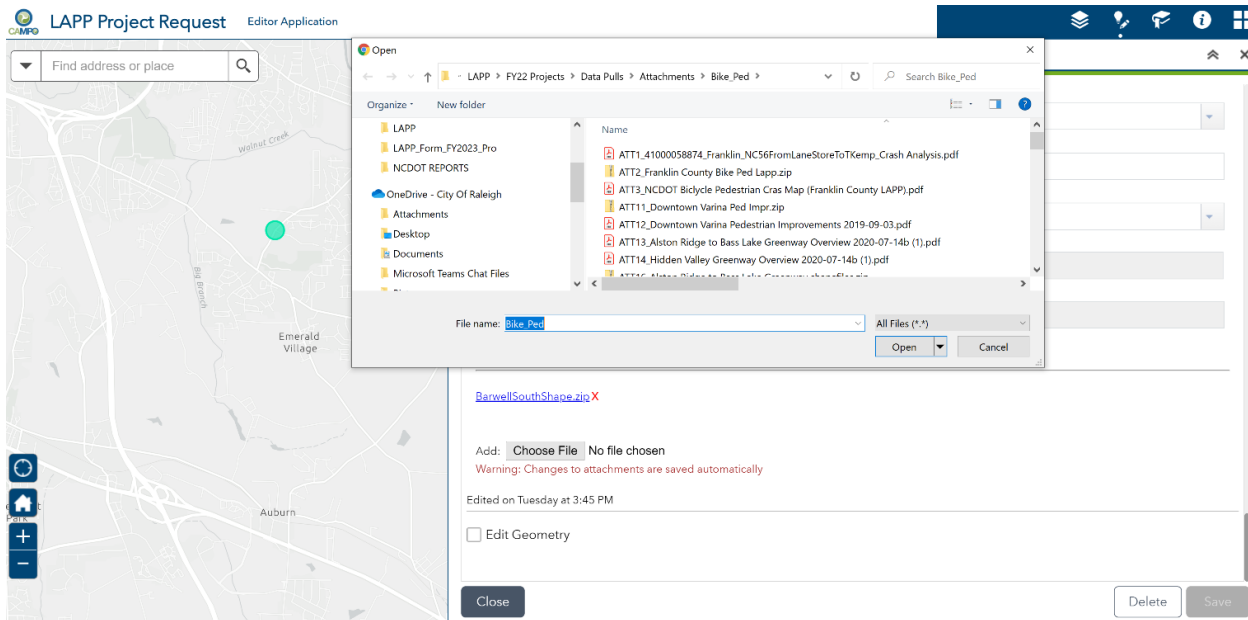 CAMPO
LAPP Project Request
Editor Application
Find address or place
Open
LAPP > FY22 Projects > Data Pulls > Attachments > Bike_Ped >
Search Bike_Ped
Organize
New folder
LAPP
LAPP_Form_FY2023_Pro
NCDOT REPORTS
OneDrive - City Of Raleigh
Attachments
Desktop
Documents
Microsoft Teams Chat Files
Name
ATT1_41000058874_Franklin_NC56FromLaneStoreToTKemp_Crash Analysis.pdf
ATT2_Franklin County Bike Ped Lapp.zip
ATT3_NCDOT Biclycle Pedestrian Cras Map (Franklin County LAPP).pdf
ATT11_Downtown Varina Ped Impr.zip
ATT12_Downtown Varina Pedestrian Improvements 2019-09-03.pdf
ATT13_Alston Ridge to Bass Lake Greenway Overview 2020-07-14b (1).pdf
ATT14_Hidden Valley Greenway Overview 2020-07-14b (1).pdf
File name:
Bike_Ped
All Files (*.*)
Open
Cancel
Walnut Creek
Big Branch
Emerald
Village
Auburn
Park
BarwellSouthShape.zip X
Add: Choose File No file chosen
Warning: Changes to attachments are saved automatically
Edited on Tuesday at 3:45 PM
Edit Geometry
Close
Delete
Save